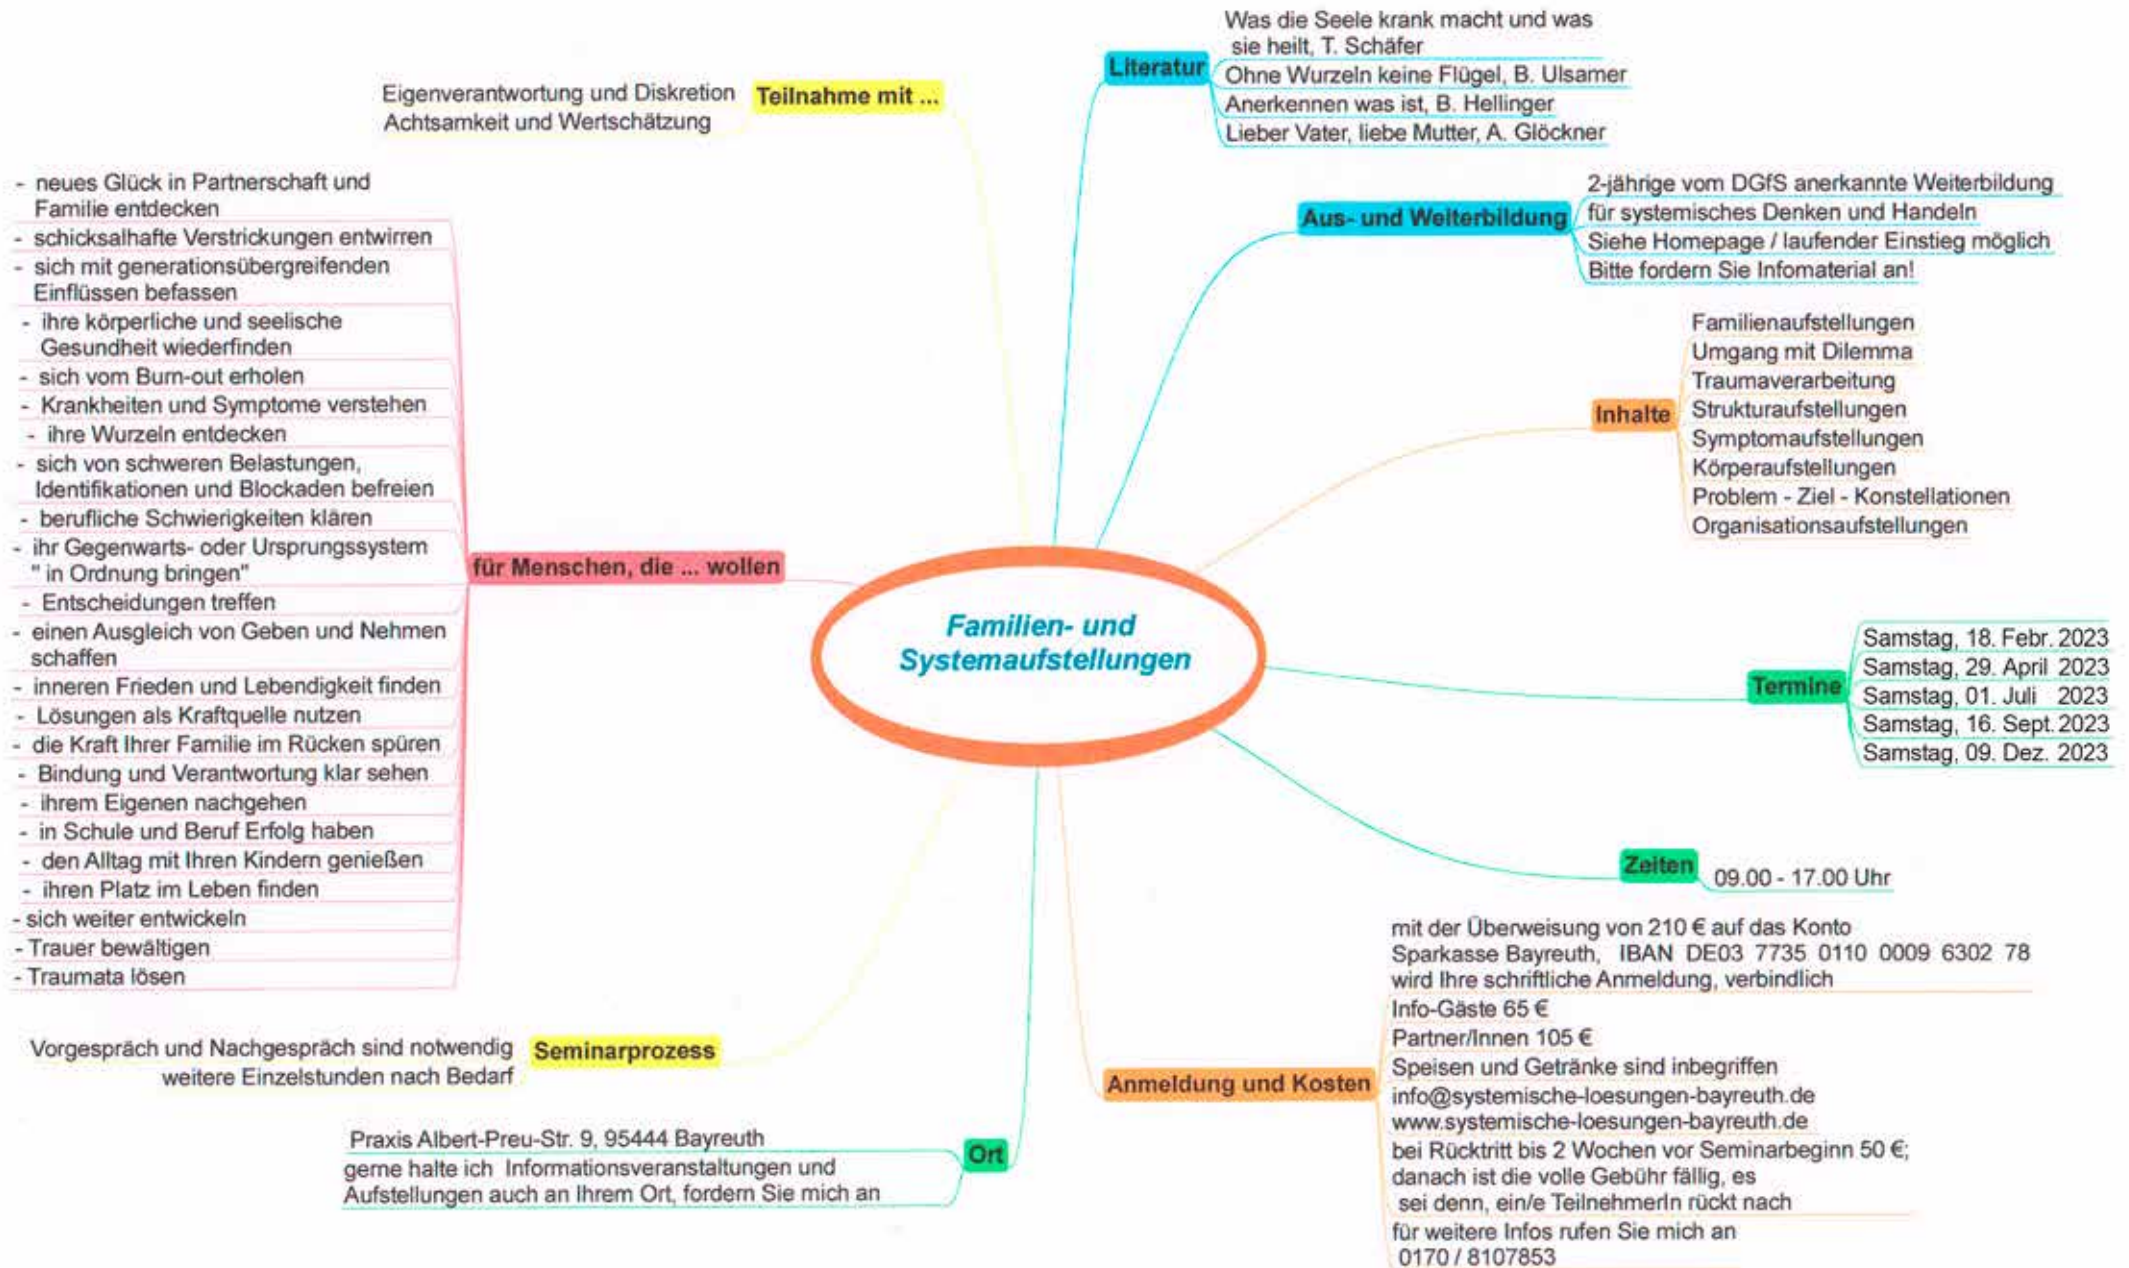 Familien- und
Systemaufstellungen
Literatur
Was die Seele krank macht und was
sie heilt, T. Schäfer
Ohne Wurzeln keine Flügel, B. Ulsamer
Anerkennen was ist, B. Hellinger
Lieber Vater, liebe Mutter, A. Glöckner
Aus- und Weiterbildung
2-jährige vom DGfS anerkannte Weiterbildung
für systemisches Denken und Handeln
Siehe Homepage / laufender Einstieg möglich
Bitte fordern Sie Infomaterial an!
Inhalte
Familienaufstellungen
Umgang mit Dilemma
Traumaverarbeitung
Strukturaufstellungen
Symptomaufstellungen
Körperaufstellungen
Problem - Ziel - Konstellationen
Organisationsaufstellungen
Termine
Samstag, 18. Febr. 2023
Samstag, 29. April 2023
Samstag, 01. Juli 2023
Samstag, 16. Sept. 2023
Samstag, 09. Dez. 2023
Zeiten
09.00 - 17.00 Uhr
Anmeldung und Kosten
mit der Überweisung von 210 € auf das Konto
Sparkasse Bayreuth, IBAN DE03 7735 0110 0009 6302 78
wird Ihre schriftliche Anmeldung, verbindlich
Info-Gäste 65 €
Partner/Innen 105 €
Speisen und Getränke sind inbegriffen
info@systemische-loesungen-bayreuth.de
www.systemische-loesungen-bayreuth.de
bei Rücktritt bis 2 Wochen vor Seminarbeginn 50 €;
danach ist die volle Gebühr fällig, es
sei denn, ein/e TeilnehmerIn rückt nach
für weitere Infos rufen Sie mich an
0170 / 8107853
Ort
Praxis Albert-Preu-Str. 9, 95444 Bayreuth
gerne halte ich Informationsveranstaltungen und
Aufstellungen auch an Ihrem Ort, fordern Sie mich an
Seminarprozess
Vorgespräch und Nachgespräch sind notwendig
weitere Einzelstunden nach Bedarf
für Menschen, die ... wollen
- neues Glück in Partnerschaft und
Familie entdecken
- schicksalhafte Verstrickungen entwirren
- sich mit generationsübergreifenden
Einflüssen befassen
- ihre körperliche und seelische
Gesundheit wiederfinden
- sich vom Burn-out erholen
- Krankheiten und Symptome verstehen
- ihre Wurzeln entdecken
- sich von schweren Belastungen,
Identifikationen und Blockaden befreien
- berufliche Schwierigkeiten klären
- ihr Gegenwarts- oder Ursprungssystem
" in Ordnung bringen"
- Entscheidungen treffen
- einen Ausgleich von Geben und Nehmen
schaffen
- inneren Frieden und Lebendigkeit finden
- Lösungen als Kraftquelle nutzen
- die Kraft Ihrer Familie im Rücken spüren
- Bindung und Verantwortung klar sehen
- ihrem Eigenen nachgehen
- in Schule und Beruf Erfolg haben
- den Alltag mit Ihren Kindern genießen
- ihren Platz im Leben finden
- sich weiter entwickeln
- Trauer bewältigen
- Traumata lösen
Teilnahme mit ...
Eigenverantwortung und Diskretion
Achtsamkeit und Wertschätzung